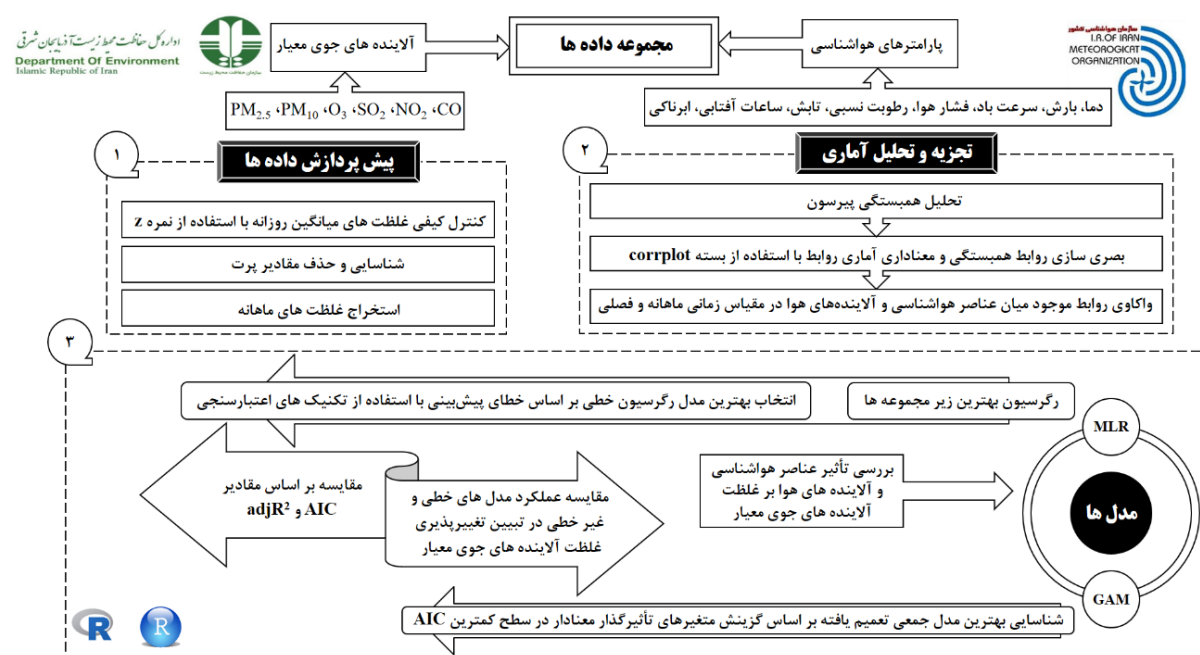 اداره کل حفاظت محیط زیست آذربایجان شرقی
Department Of Environment
Islamic Republic of Iran
سازمان حفاظت محیط زیست
آلاینده های جوی معیار
مجموعه داده ها
پارامترهای هواشناسی
سازمان هواشناسی کشور
I.R.OF IRAN
METEOROGICAT
ORGANIZATION
PM2.5 ،PM10 ،O3 ،SO2 ،NO2 ،CO
دما، بارش، سرعت باد، فشار هوا، رطوبت نسبی، تابش، ساعات آفتابی، ابرناکی
۱
پیش پردازش داده ها
کنترل کیفی غلظت های میانگین روزانه با استفاده از نمره z
شناسایی و حذف مقادیر پرت
استخراج غلظت های ماهانه
۲
تجزیه و تحلیل آماری
تحلیل همبستگی پیرسون
بصری سازی روابط همبستگی و معناداری آماری روابط با استفاده از بسته corrplot
واکاوی روابط موجود میان عناصر هواشناسی و آلاینده‌های هوا در مقیاس زمانی ماهانه و فصلی
۳
رگرسیون بهترین زیر مجموعه ها
انتخاب بهترین مدل رگرسیون خطی بر اساس خطای پیش‌بینی با استفاده از تکنیک های اعتبارسنجی
MLR
مدل ها
GAM
بررسی تأثیر عناصر هواشناسی
و آلاینده های هوا بر غلظت
آلاینده های جوی معیار
مقایسه عملکرد مدل های خطی و
غیر خطی در تبیین تغییرپذیری
غلظت آلاینده های جوی معیار
مقایسه بر اساس مقادیر
AIC و adjR²
شناسایی بهترین مدل جمعی تعمیم یافته بر اساس گزینش متغیرهای تأثیرگذار معنادار در سطح کمترین AIC
R
R